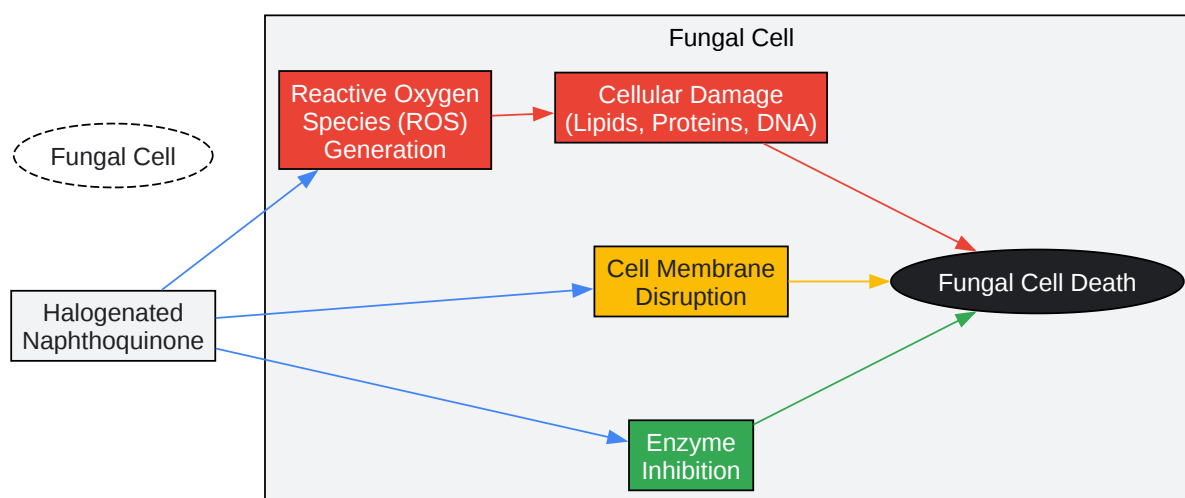 Fungal Cell
Reactive Oxygen
Species (ROS)
Generation
Cellular Damage
(Lipids, Proteins, DNA)
Fungal Cell
Cell Membrane
Disruption
Fungal Cell Death
Halogenated
Naphthoquinone
Enzyme
Inhibition